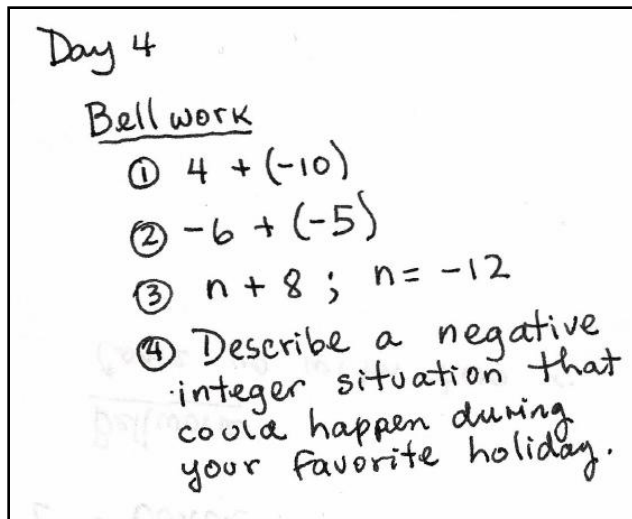 Day 4
Bellwork
① 4 + (-10)
② -6 + (-5)
③ n + 8 ; n = -12
④ Describe a negative
integer situation that
could happen during
your favorite holiday.